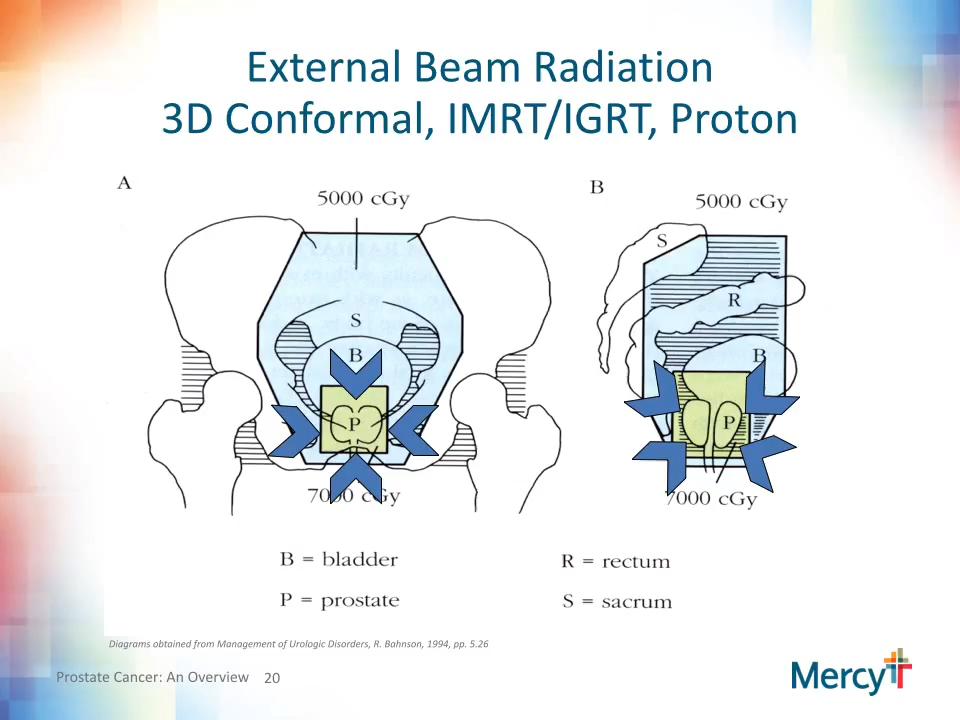 External Beam Radiation
3D Conformal, IMRT/IGRT, Proton
A
5000 cGy
B
5000 cGy
S
S
R
B
B
P
P
7000 cGy
7000 cGy
B = bladder
R = rectum
P = prostate
S = sacrum
Diagrams obtained from Management of Urologic Disorders, R. Bahnson, 1994, pp. 5.26
Prostate Cancer: An Overview 20
Mercy